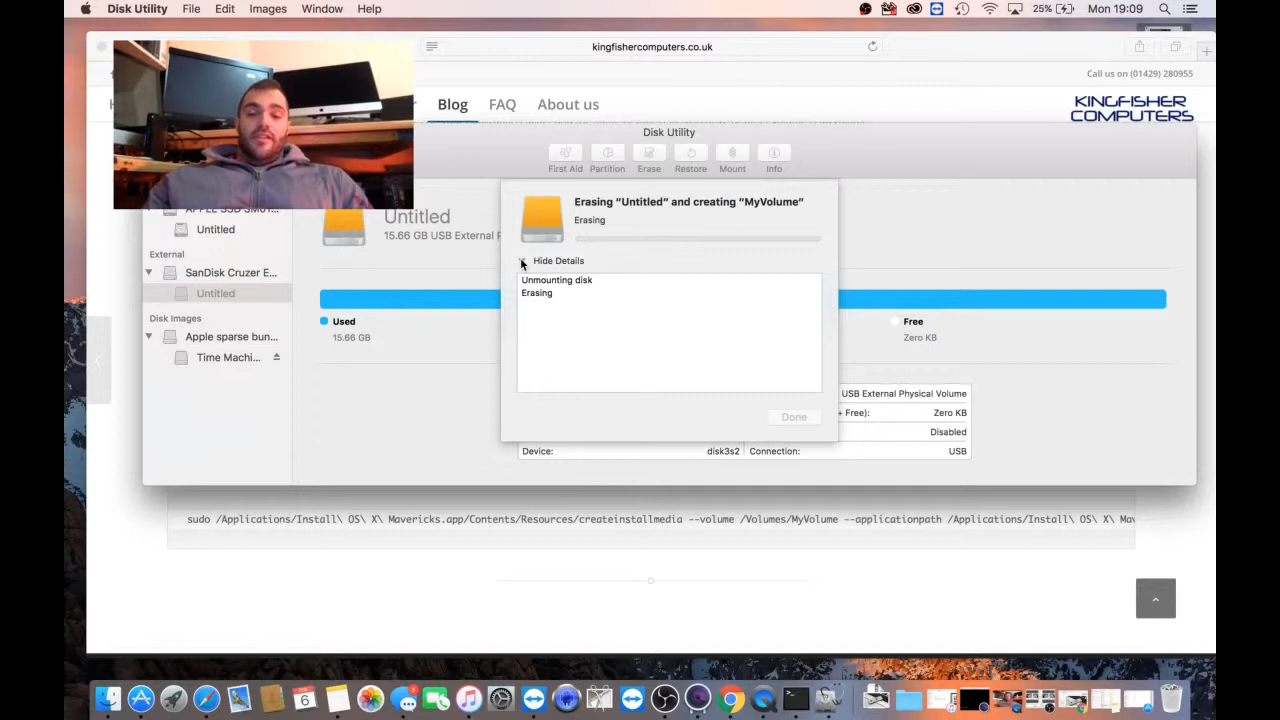 Disk Utility File Edit Images Window Help 25% Mon 19:09
kingfishercomputers.co.uk
Call us on (01429) 280955
Blog FAQ About us
KINGFISHER
COMPUTERS
Disk Utility
First Aid Partition Erase Restore Mount Info
Untitled
External
SanDisk Cruzer E...
Untitled
Disk Images
Apple sparse bun...
Time Machi...
Untitled
15.66 GB USB External P
Used
15.66 GB
Free
Zero KB
Erasing “Untitled” and creating “MyVolume”
Erasing
Hide Details
Unmounting disk
Erasing
Done
USB External Physical Volume
+ Free): Zero KB
Disabled
Device: disk3s2 Connection: USB
sudo /Applications/Install\ OS\ X\ Mavericks.app/Contents/Resources/createinstallmedia --volume /Volumes/MyVolume --applicationpath /Applications/Install\ OS\ X\ Mav